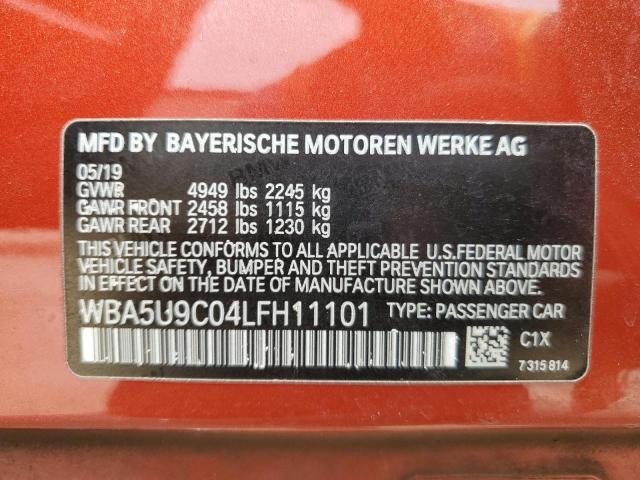 MFD BY BAYERISCHE MOTOREN WERKE AG
05/19
GVWR 4949 lbs 2245 kg
GAWR FRONT 2458 lbs 1115 kg
GAWR REAR 2712 lbs 1230 kg
THIS VEHICLE CONFORMS TO ALL APPLICABLE U.S.FEDERAL MOTOR
VEHICLE SAFETY, BUMPER AND THEFT PREVENTION STANDARDS
IN EFFECT ON THE DATE OF MANUFACTURE SHOWN ABOVE.
WBA5U9C04LFH11101 TYPE: PASSENGER CAR
C1X
7 315 814